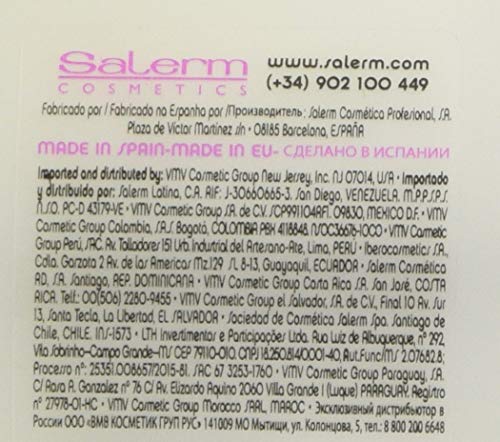 Salerm
COSMETICS
www.salerm.com
(+34) 902 100 449
Fabricado por / Fabricado na Espanha por /Производитель: Salerm Cosmética Profesional, S.A.
Plaza de Victor Martínez s/n • 08185 Barcelona, ESPAÑA
MADE IN SPAIN-MADE IN EU- СДЕЛАНО В ИСПАНИИ
Imported and distributed by: VMV Cosmetic Group New Jersey, Inc. NJ 07014, USA • Importado
y distribuido por: Salerm Latina, C.A. RIF: J-30660665-3, San Diego, VENEZUELA. M.P.P.S.P.S.
N.S.O. PC-D 43179-VE • VMV Cosmetic Group S.A. de C.V. 09830, MEXICO D.F. • VMV
Cosmetic Group Colombia, S.A.S Bogotá, COLOMBIA PBX 4118848, • VMV Cosmetic
Group Perú, SAC. Av. Talladores 151 Urb. Industrial del Artesano-Ate, Lima, PERU • Iberocosmetics S.A.,
Cdla. Garzota 2 Av de las Americas Mz.129 SL 8-13, Guayaquil, ECUADOR • Salerm Cosmética
RD, S.A. Santiago, REP. DOMINICANA • VMV Cosmetic Group Costa Rica S.A. San José, COSTA
RICA. Tel: 00(506) 2280-9455 • VMV Cosmetic Group el Salvador, S.A. de C.V., Final 10 Av. Sur
13, Santa Tecla, La Libertad, EL SALVADOR • Sociedad de Cosmética Salerm Spa. Santiago de
Chile, CHILE. INS-1573 • LTH Investimentos e Participações Ltda. Rua Luiz de Albuquerque, nº 292,
Vila Sobrinho-Campo Grande-MS CEP 79110-010. CNPJ 18.250.814/0001-40, Aut.Func/MS / 2.07682.8;
Processo nº: 25351.008657/2015-81, SAC 67 3253-1760 • VMV Cosmetic Group Paraguay, S.A.
C/ Rosa A. Gonzalez nº 76 C/ Av. Elizardo Aquino 2060 Villa Grande I (Luque) PARAGUAY. Registro
nº 27978-01-HC • VMV Cosmetic Group Morocco SARL, MAROC • Эксклюзивный дистрибьютор в
России ООО «ВМВ КОСМЕТИК ГРУП РУС» 141009 МО Мытищи, ул. Колонцова, 5, тел.: 8 800 200 6648